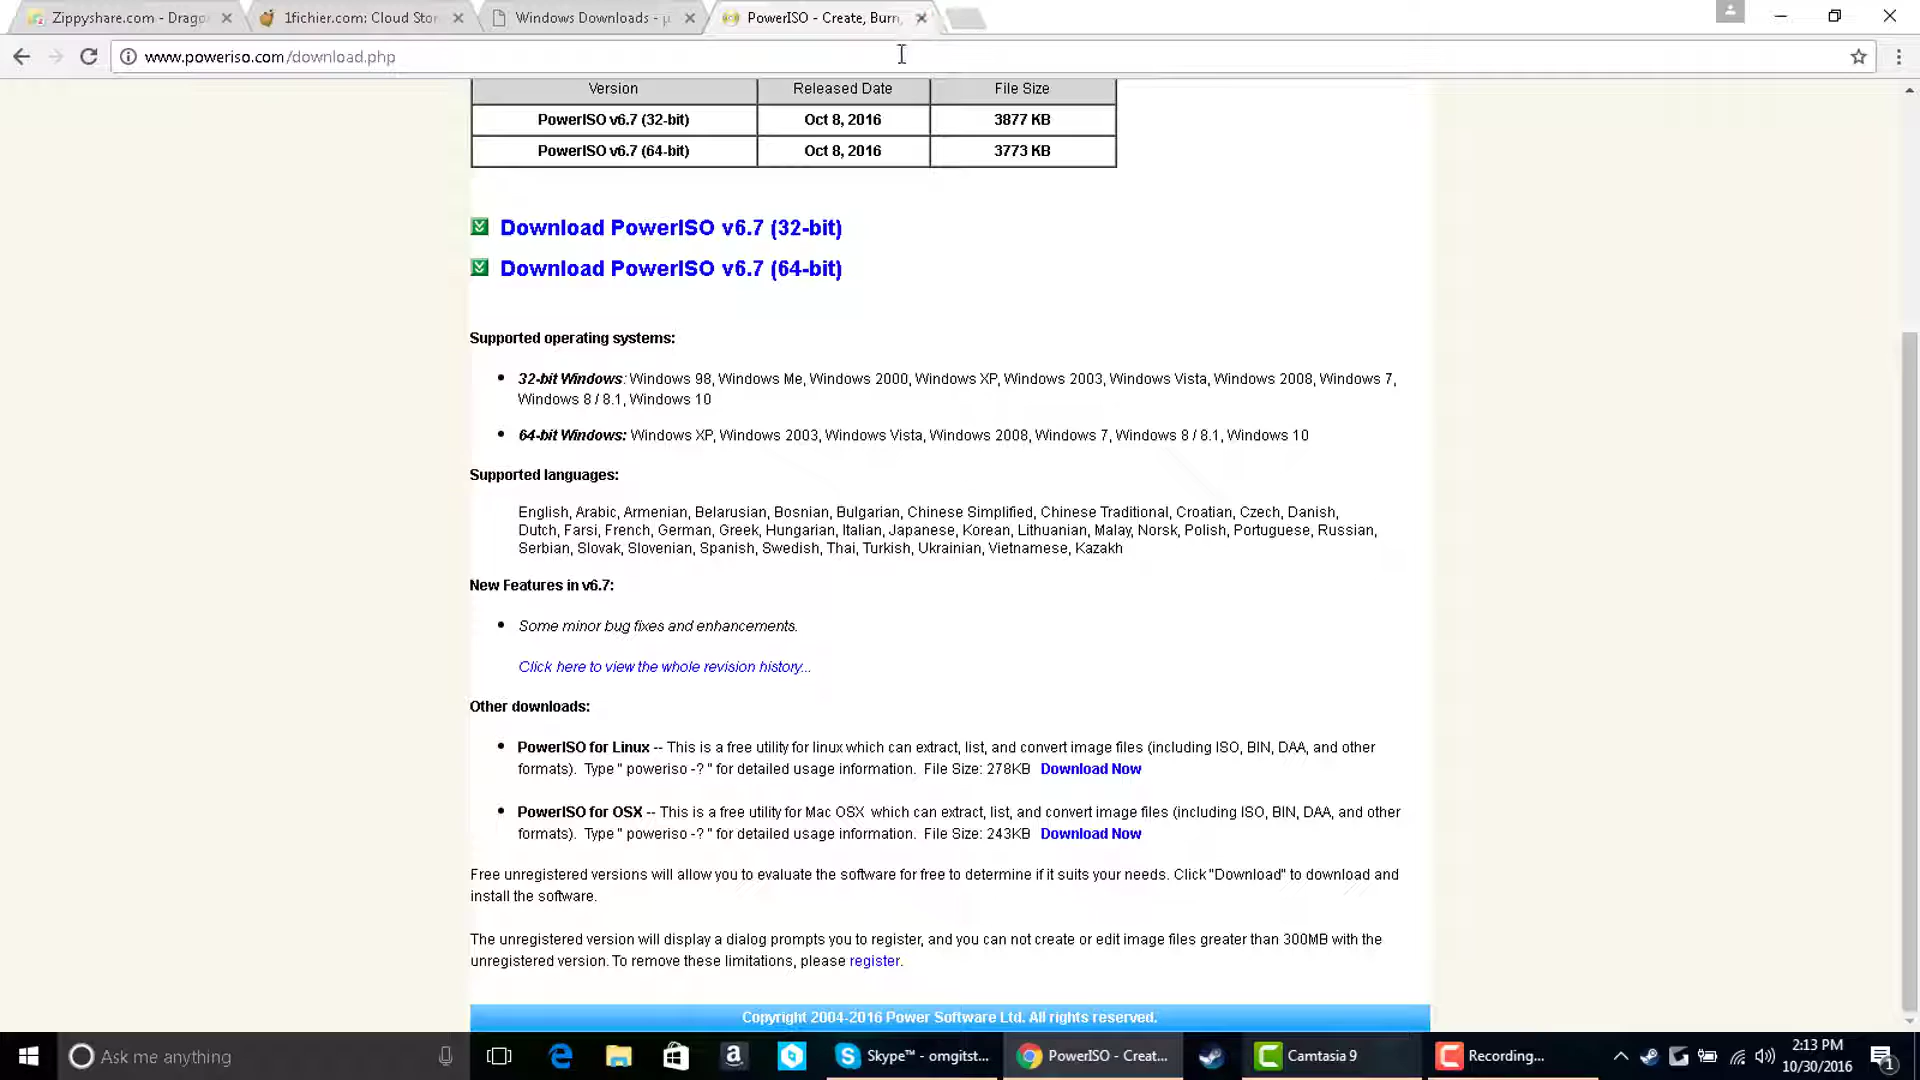 Zippyshare.com - Drago
1fichier.com: Cloud Stor
Windows Downloads - µ
PowerISO - Create, Burn,
www.poweriso.com/download.php
Version Released Date File Size
PowerISO v6.7 (32-bit) Oct 8, 2016 3877 KB
PowerISO v6.7 (64-bit) Oct 8, 2016 3773 KB
Download PowerISO v6.7 (32-bit)
Download PowerISO v6.7 (64-bit)
Supported operating systems:
32-bit Windows: Windows 98, Windows Me, Windows 2000, Windows XP, Windows 2003, Windows Vista, Windows 2008, Windows 7,
Windows 8 / 8.1, Windows 10
64-bit Windows: Windows XP, Windows 2003, Windows Vista, Windows 2008, Windows 7, Windows 8 / 8.1, Windows 10
Supported languages:
English, Arabic, Armenian, Belarusian, Bosnian, Bulgarian, Chinese Simplified, Chinese Traditional, Croatian, Czech, Danish,
Dutch, Farsi, French, German, Greek, Hungarian, Italian, Japanese, Korean, Lithuanian, Malay, Norsk, Polish, Portuguese, Russian,
Serbian, Slovak, Slovenian, Spanish, Swedish, Thai, Turkish, Ukrainian, Vietnamese, Kazakh
New Features in v6.7:
Some minor bug fixes and enhancements.
Click here to view the whole revision history...
Other downloads:
PowerISO for Linux -- This is a free utility for linux which can extract, list, and convert image files (including ISO, BIN, DAA, and other
formats). Type " poweriso -? " for detailed usage information. File Size: 278KB Download Now
PowerISO for OSX -- This is a free utility for Mac OSX which can extract, list, and convert image files (including ISO, BIN, DAA, and other
formats). Type " poweriso -? " for detailed usage information. File Size: 243KB Download Now
Free unregistered versions will allow you to evaluate the software for free to determine if it suits your needs. Click "Download" to download and
install the software.
The unregistered version will display a dialog prompts you to register, and you can not create or edit image files greater than 300MB with the
unregistered version. To remove these limitations, please register.
Copyright 2004-2016 Power Software Ltd. All rights reserved.
Ask me anything
Skype™ - omgitst...
PowerISO - Creat...
Camtasia 9
Recording...
2:13 PM
10/30/2016
1